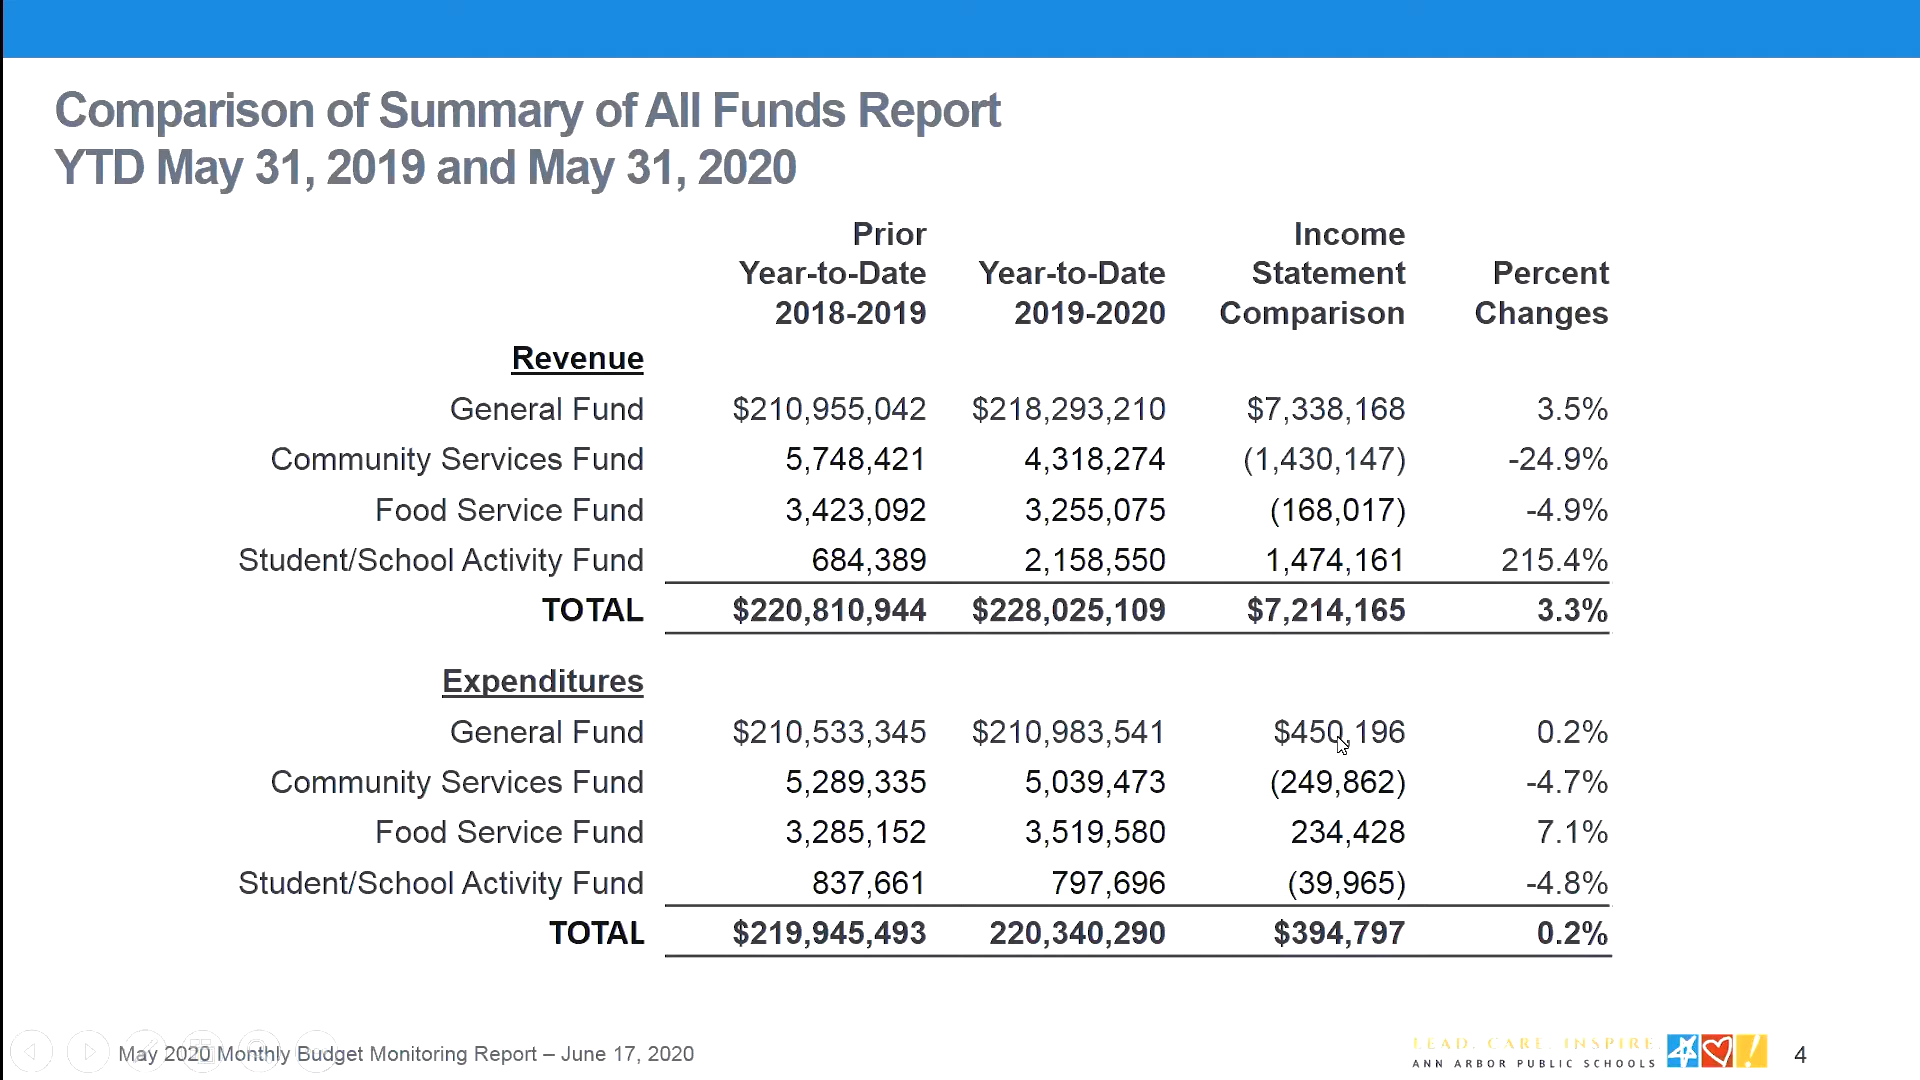 Comparison of Summary of All Funds Report
YTD May 31, 2019 and May 31, 2020
Prior Year-to-Date 2018-2019 Year-to-Date 2019-2020 Income Statement Comparison Percent Changes
Revenue
General Fund $210,955,042 $218,293,210 $7,338,168 3.5%
Community Services Fund 5,748,421 4,318,274 (1,430,147) -24.9%
Food Service Fund 3,423,092 3,255,075 (168,017) -4.9%
Student/School Activity Fund 684,389 2,158,550 1,474,161 215.4%
TOTAL $220,810,944 $228,025,109 $7,214,165 3.3%
Expenditures
General Fund $210,533,345 $210,983,541 $450,196 0.2%
Community Services Fund 5,289,335 5,039,473 (249,862) -4.7%
Food Service Fund 3,285,152 3,519,580 234,428 7.1%
Student/School Activity Fund 837,661 797,696 (39,965) -4.8%
TOTAL $219,945,493 220,340,290 $394,797 0.2%
May 2020 Monthly Budget Monitoring Report – June 17, 2020
LEAD. CARE. INSPIRE.
ANN ARBOR PUBLIC SCHOOLS
4